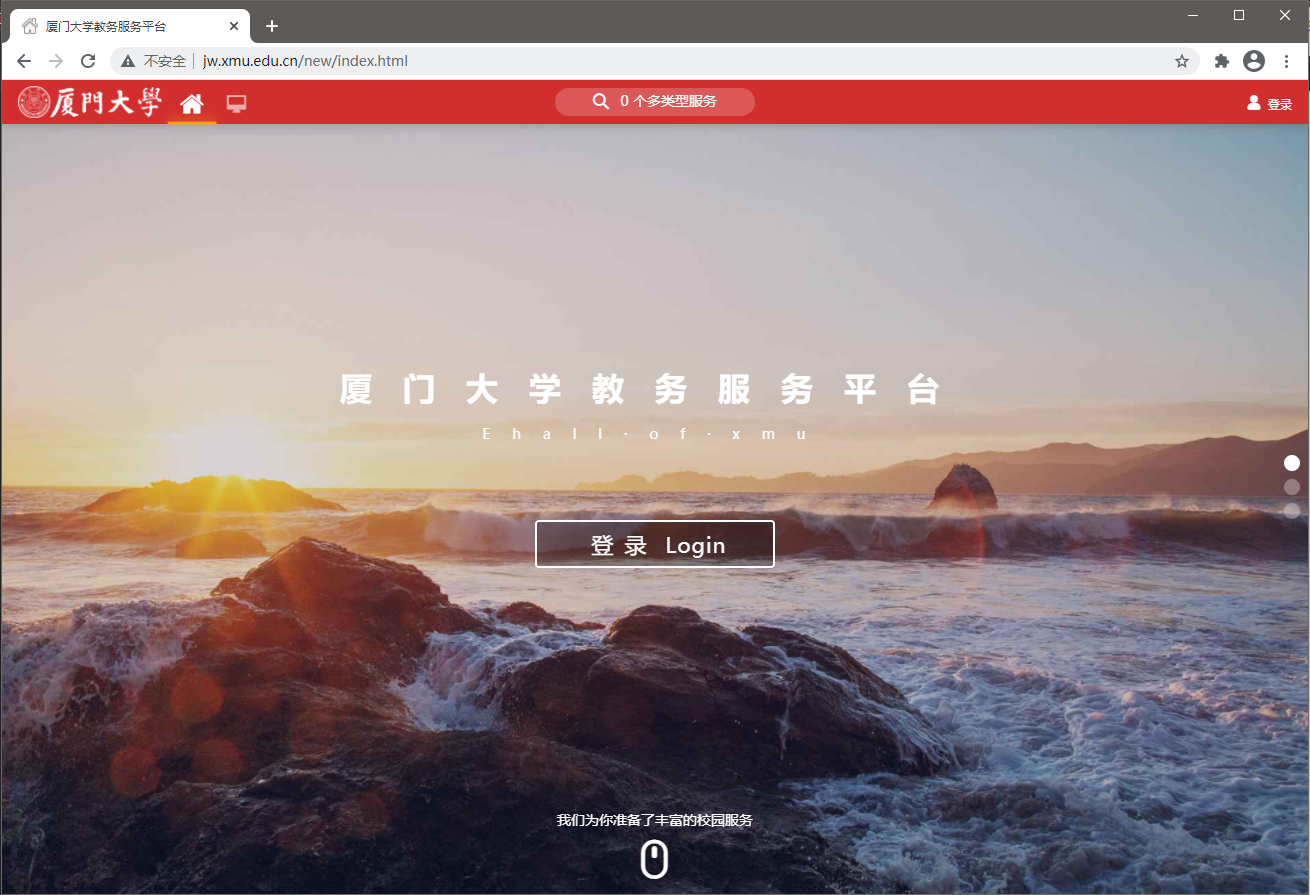 厦门大学教务服务平台
不安全 jw.xmu.edu.cn/new/index.html
厦門大學
0 个多类型服务
登录
厦门大学教务服务平台
Ehall·of·xmu
登 录 Login
我们为你准备了丰富的校园服务